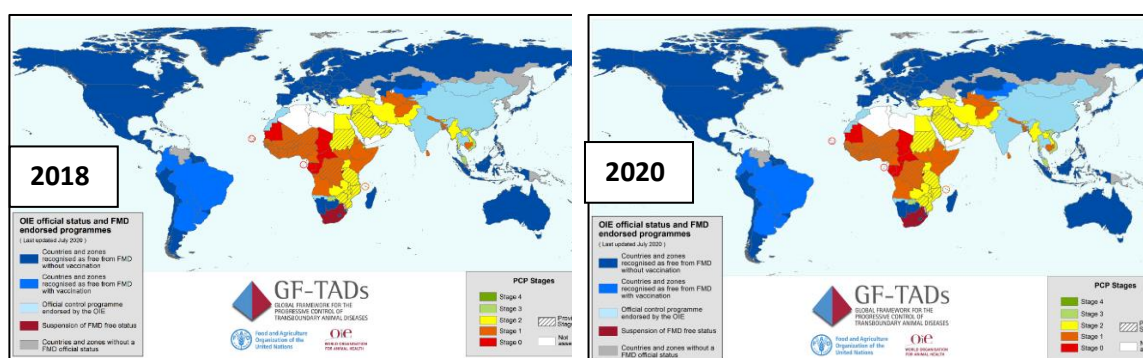 2018
OIE official status and FMD
endorsed programmes
( Last updated July 2020 )
Countries and zones
recognised as free from FMD
without vaccination
Countries and zones
recognised as free from FMD
with vaccination
Official control programme
endorsed by the OIE
Suspension of FMD free status
Countries and zones without a
FMD official status
GF-TADs
GLOBAL FRAMEWORK FOR THE
PROGRESSIVE CONTROL OF
TRANSBOUNDARY ANIMAL DISEASES
Food and Agriculture
Organization of the
United Nations
Oie
WORLD ORGANISATION
FOR ANIMAL HEALTH
PCP Stages
Stage 4
Stage 3
Stage 2
Stage 1
Stage 0
Provi
Stag
Not
asse
2020
OIE official status and FMD
endorsed programmes
( Last updated July 2020 )
Countries and zones
recognised as free from FMD
without vaccination
Countries and zones
recognised as free from FMD
with vaccination
Official control programme
endorsed by the OIE
Suspension of FMD free status
Countries and zones without a
FMD official status
GF-TADs
GLOBAL FRAMEWORK FOR THE
PROGRESSIVE CONTROL OF
TRANSBOUNDARY ANIMAL DISEASES
Food and Agriculture
Organization of the
United Nations
Oie
WORLD ORGANISATION
FOR ANIMAL HEALTH
PCP Stages
Stage 4
Stage 3
Stage 2
Stage 1
Stage 0